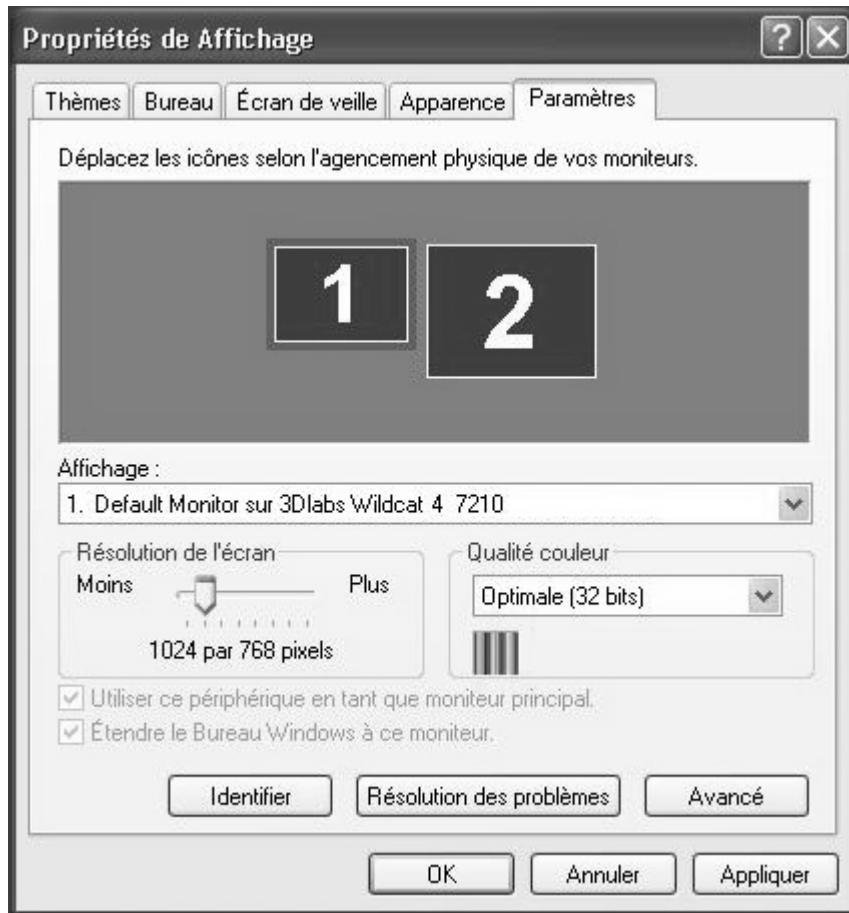 Propriétés de Affichage
Thèmes Bureau Écran de veille Apparence Paramètres
Déplacez les icônes selon l'agencement physique de vos moniteurs.
1 2
Affichage :
1. Default Monitor sur 3Dlabs Wildcat 4 7210
Résolution de l'écran Qualité couleur
Moins Plus Optimale (32 bits)
1024 par 768 pixels
Utiliser ce périphérique en tant que moniteur principal.
Étendre le Bureau Windows à ce moniteur.
Identifier Résolution des problèmes Avancé
OK Annuler Appliquer